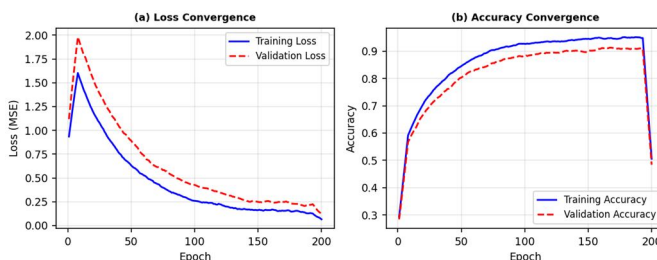 (a) Loss Convergence
Loss (MSE)
2.00
1.75
1.50
1.25
1.00
0.75
0.50
0.25
0.00
Training Loss
Validation Loss
0 50 100 150 200
Epoch
(b) Accuracy Convergence
Accuracy
0.9
0.8
0.7
0.6
0.5
0.4
0.3
Training Accuracy
Validation Accuracy
0 50 100 150 200
Epoch